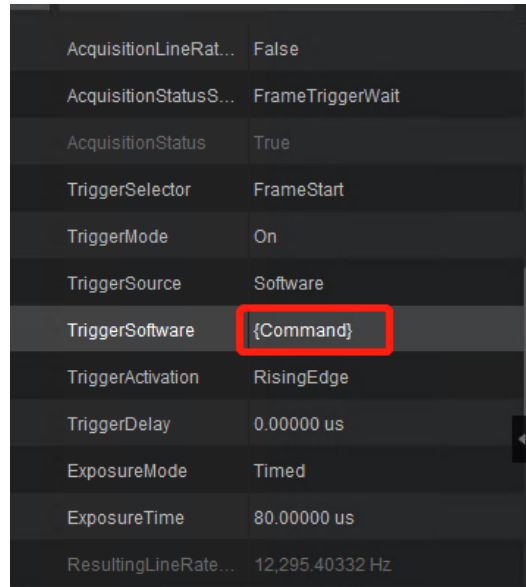 AcquisitionLineRat... False
AcquisitionStatusS... FrameTriggerWait
AcquisitionStatus True
TriggerSelector FrameStart
TriggerMode On
TriggerSource Software
TriggerSoftware {Command}
TriggerActivation RisingEdge
TriggerDelay 0.00000 us
ExposureMode Timed
ExposureTime 80.00000 us
ResultingLineRate... 12,295.40332 Hz